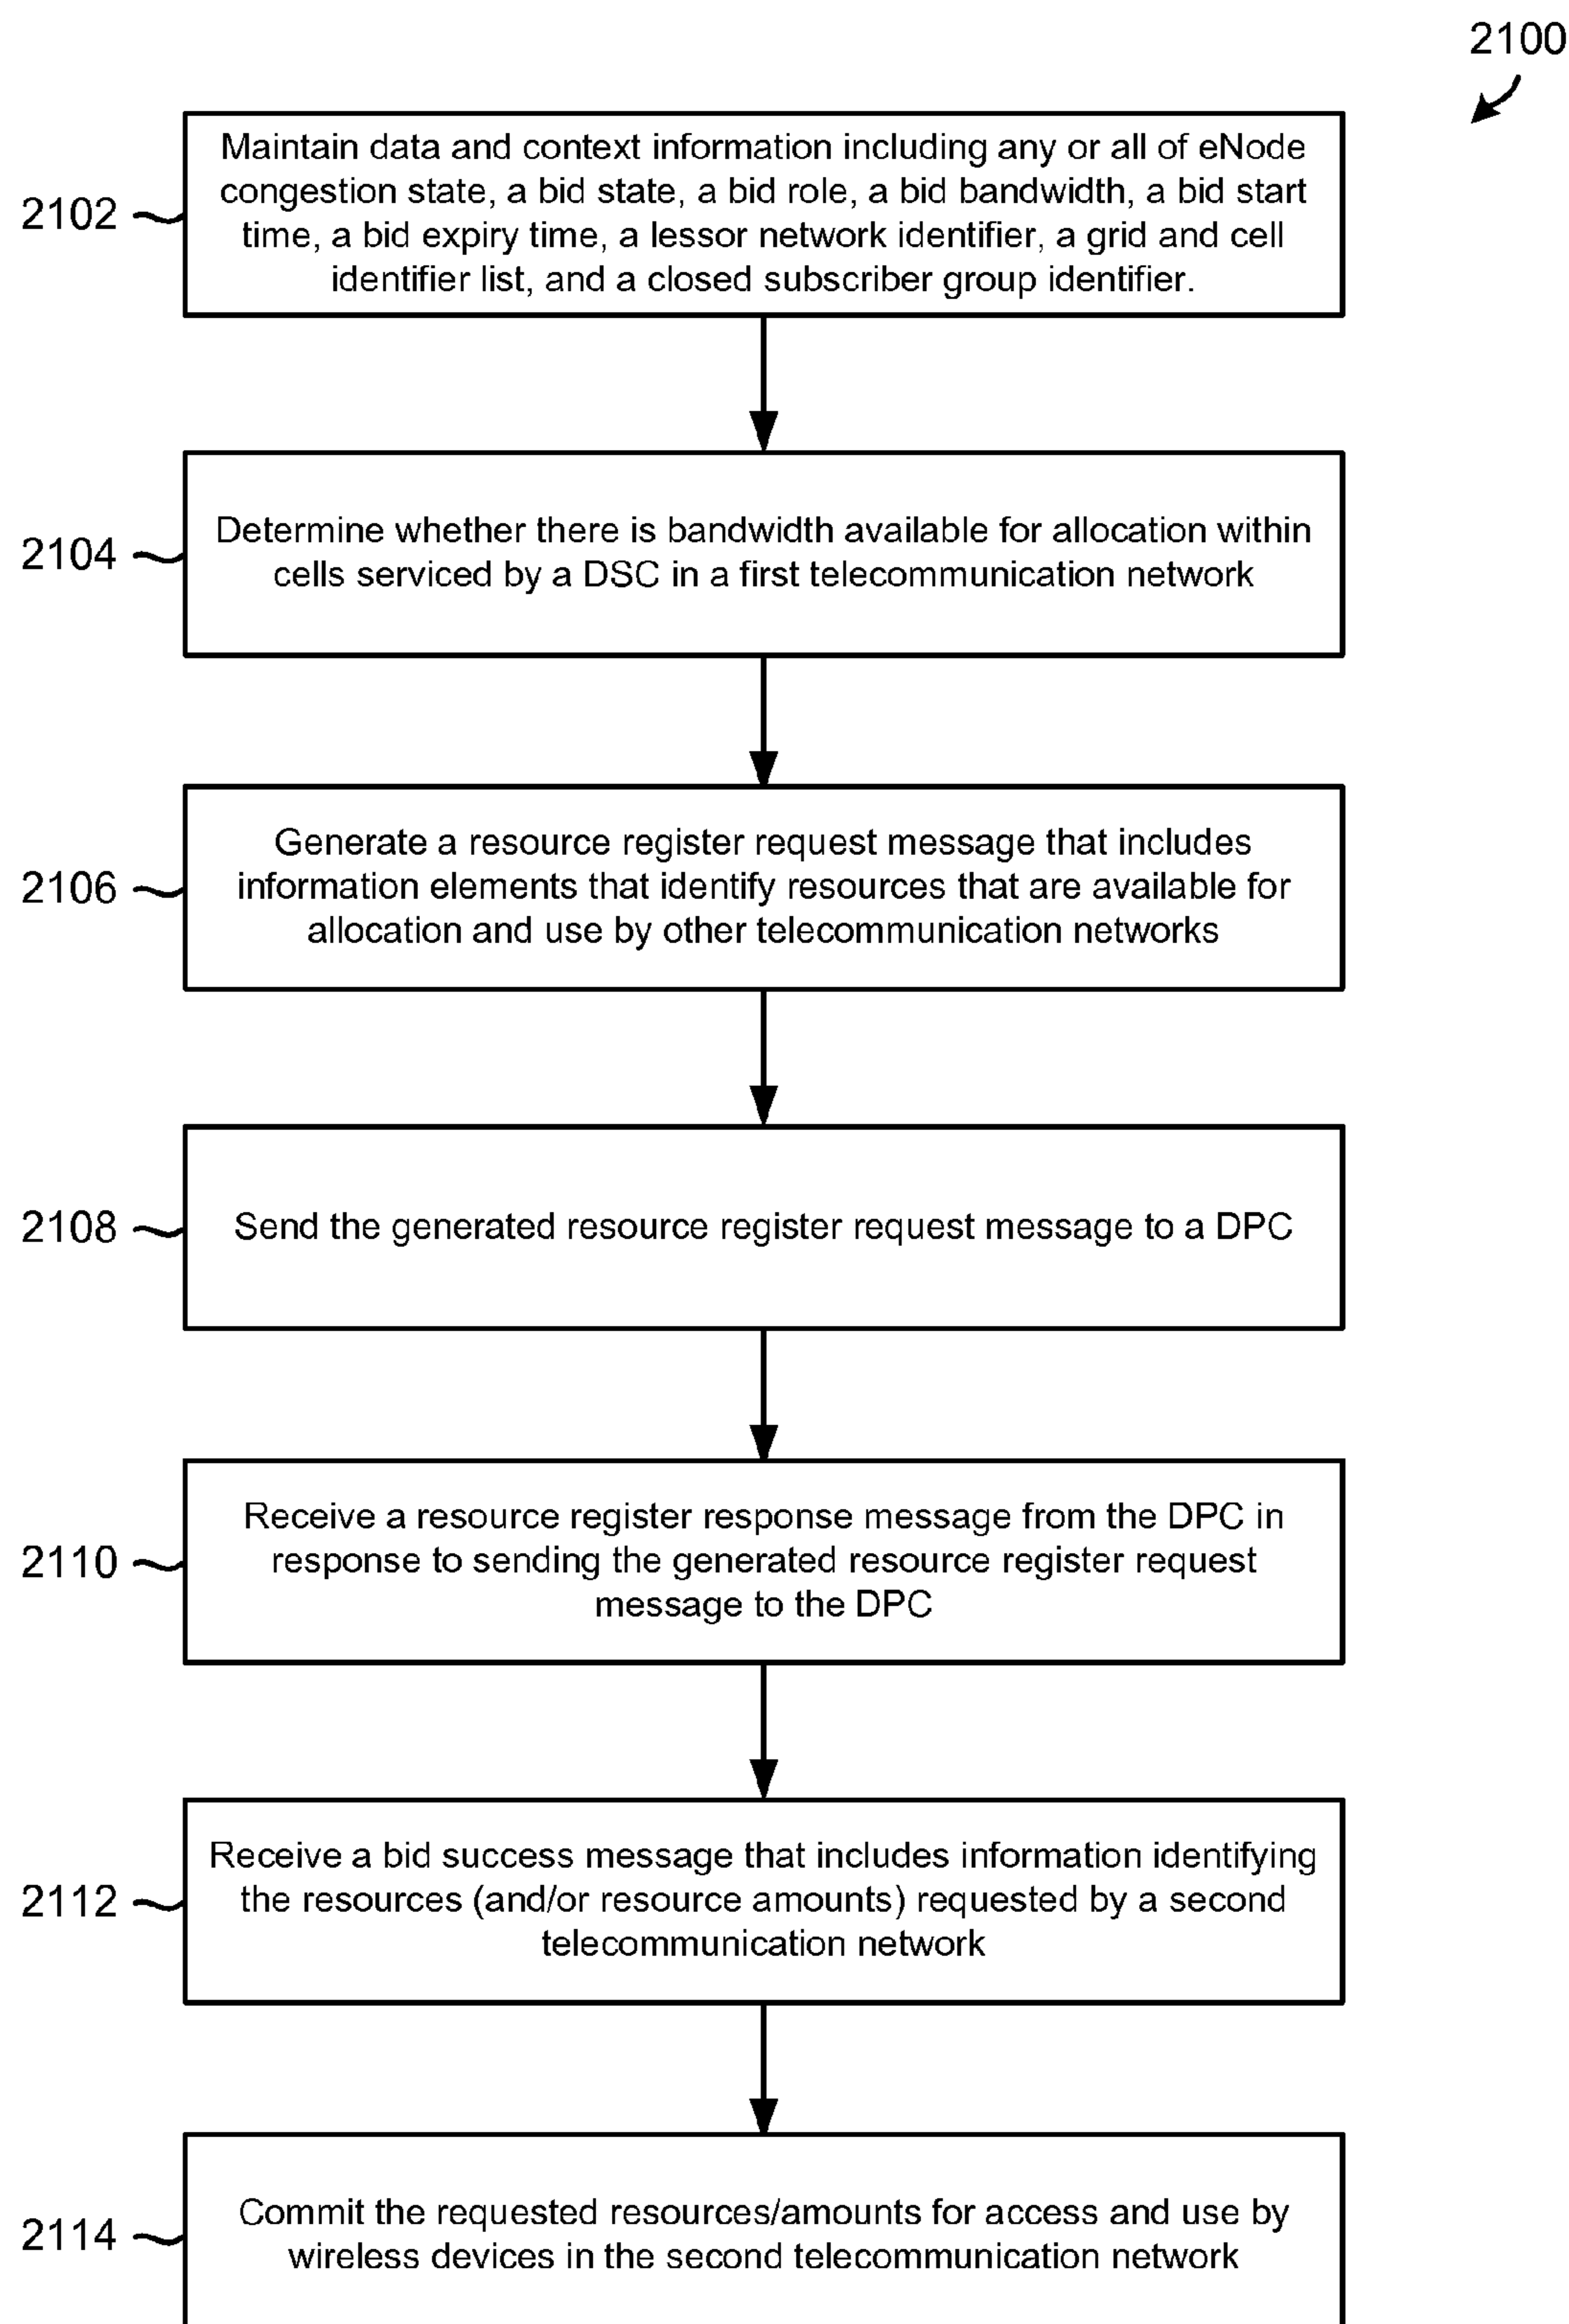 2100
Maintain data and context information including any or all of eNode
congestion state, a bid state, a bid role, a bid bandwidth, a bid start
time, a bid expiry time, a lessor network identifier, a grid and cell
identifier list, and a closed subscriber group identifier.
2102
Determine whether there is bandwidth available for allocation within
cells serviced by a DSC in a first telecommunication network
2104
Generate a resource register request message that includes
information elements that identify resources that are available for
allocation and use by other telecommunication networks
2106
Send the generated resource register request message to a DPC
2108
Receive a resource register response message from the DPC in
response to sending the generated resource register request
message to the DPC
2110
Receive a bid success message that includes information identifying
the resources (and/or resource amounts) requested by a second
telecommunication network
2112
Commit the requested resources/amounts for access and use by
wireless devices in the second telecommunication network
2114